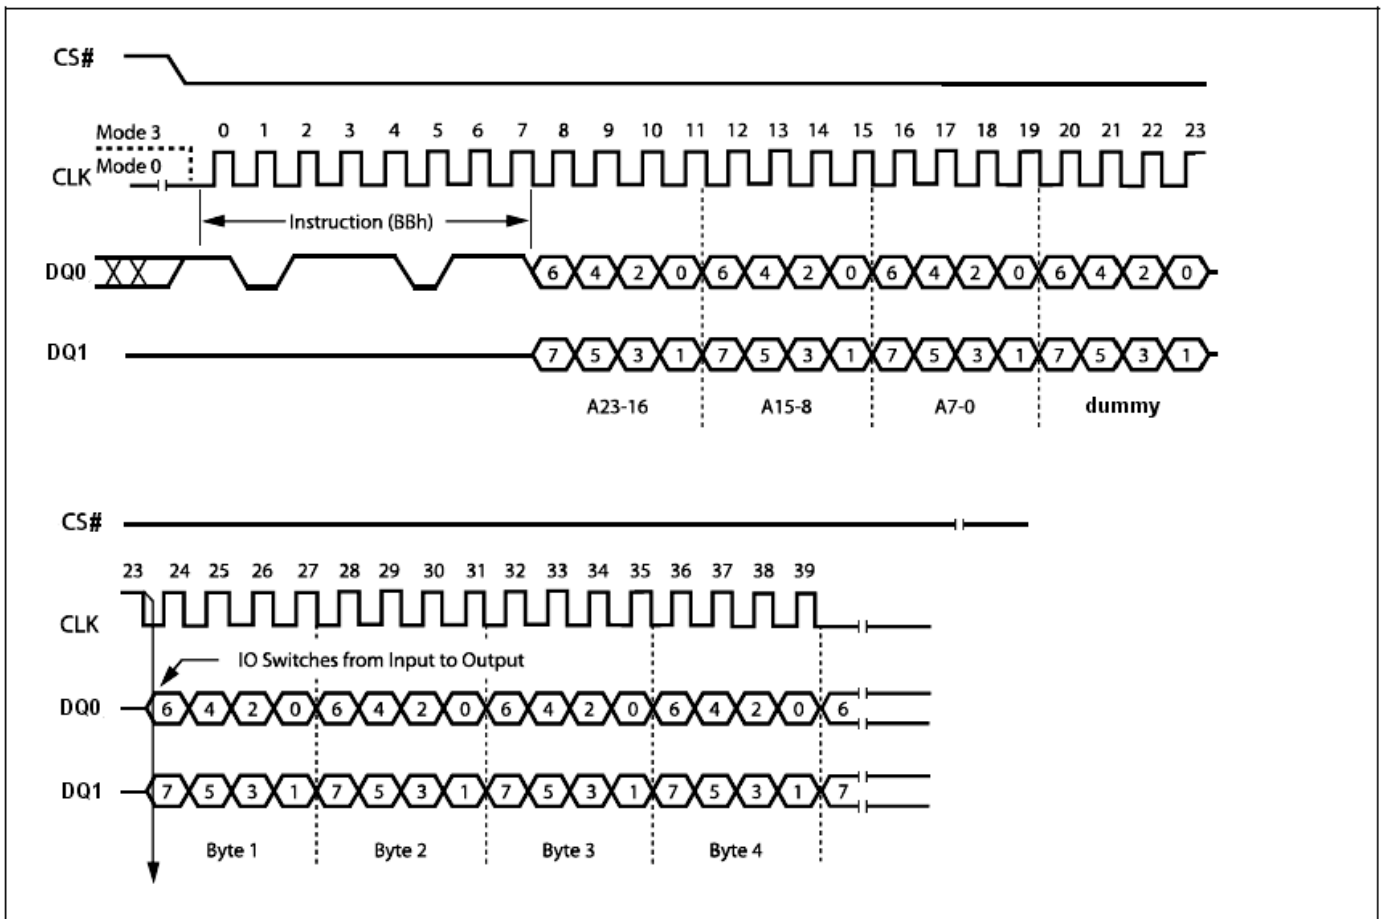 CS#
Mode 3 0 1 2 3 4 5 6 7 8 9 10 11 12 13 14 15 16 17 18 19 20 21 22 23
CLK Mode 0
Instruction (BBh)
DQ0 6 4 2 0 6 4 2 0 6 4 2 0 6 4 2 0
DQ1 7 5 3 1 7 5 3 1 7 5 3 1 7 5 3 1
A23-16 A15-8 A7-0 dummy
CS#
23 24 25 26 27 28 29 30 31 32 33 34 35 36 37 38 39
CLK
IO Switches from Input to Output
DQ0 6 4 2 0 6 4 2 0 6 4 2 0 6 4 2 0 6
DQ1 7 5 3 1 7 5 3 1 7 5 3 1 7 5 3 1 7
Byte 1 Byte 2 Byte 3 Byte 4